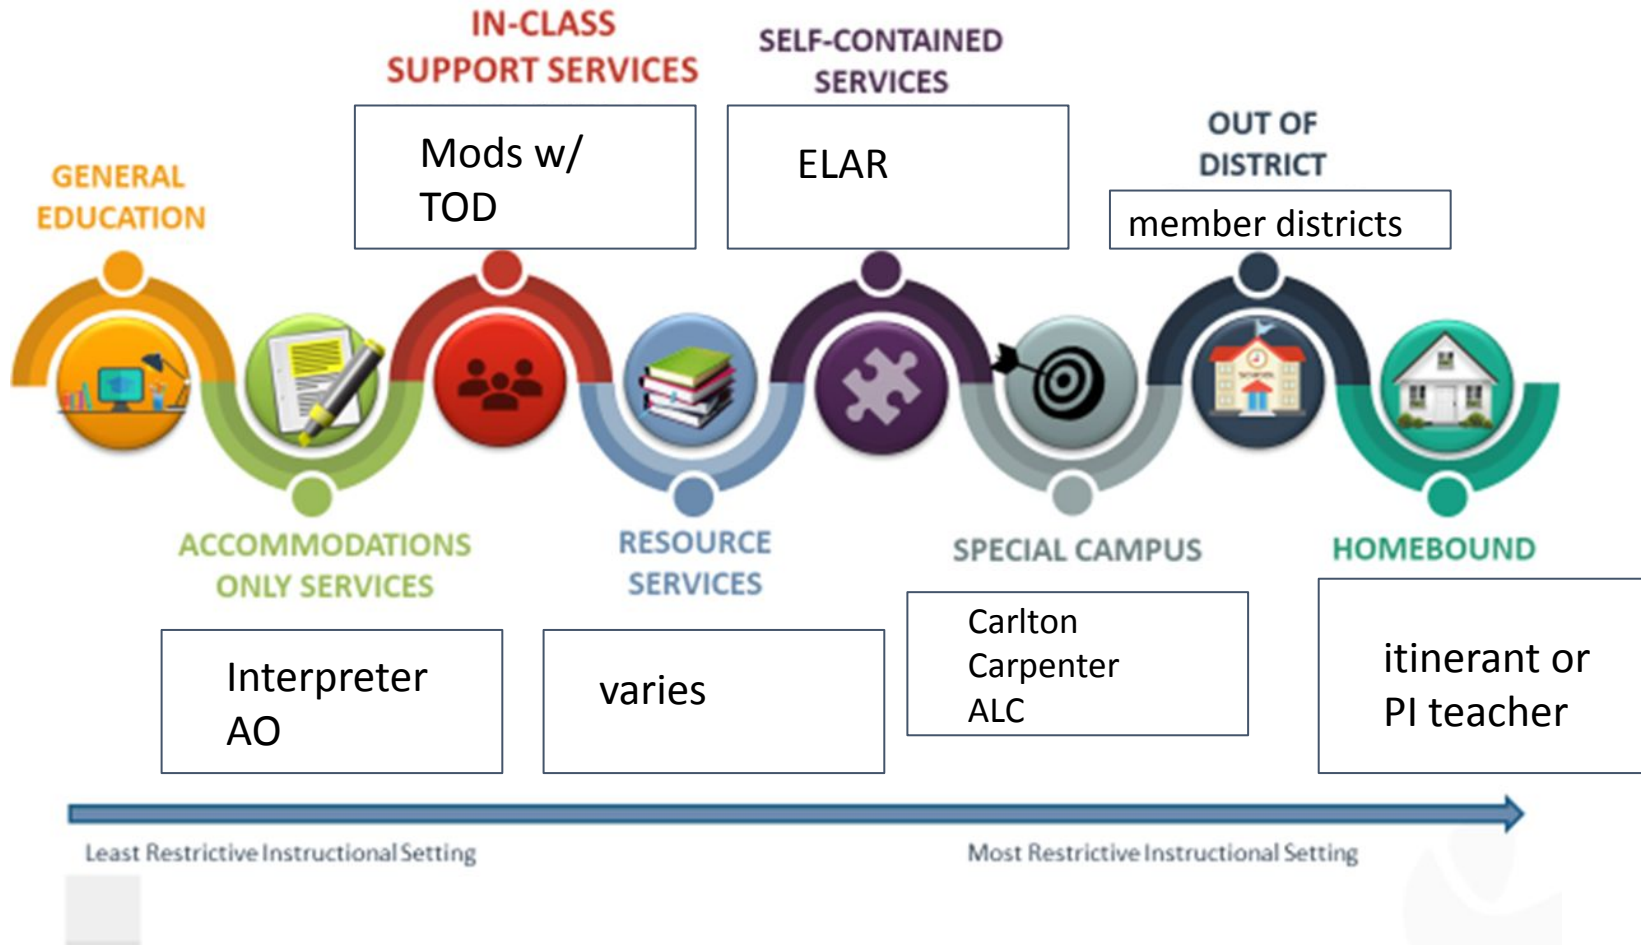 GENERAL
EDUCATION
ACCOMMODATIONS
ONLY SERVICES
Interpreter
AO
IN-CLASS
SUPPORT SERVICES
Mods w/
TOD
RESOURCE
SERVICES
varies
SELF-CONTAINED
SERVICES
ELAR
SPECIAL CAMPUS
Carlton
Carpenter
ALC
OUT OF
DISTRICT
member districts
SCHOOL
HOMEBOUND
itinerant or
PI teacher
Least Restrictive Instructional Setting
Most Restrictive Instructional Setting